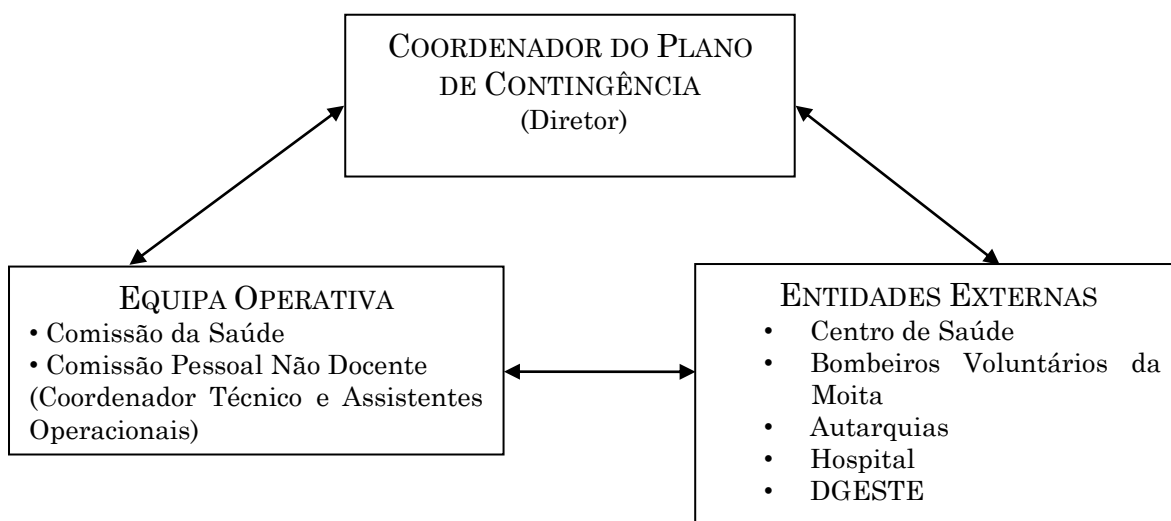 COORDENADOR DO PLANO
DE CONTINGÊNCIA
(Diretor)
EQUIPA OPERATIVA
• Comissão da Saúde
• Comissão Pessoal Não Docente
(Coordenador Técnico e Assistentes
Operacionais)
ENTIDADES EXTERNAS
• Centro de Saúde
• Bombeiros Voluntários da
Moita
• Autarquias
• Hospital
• DGESTE